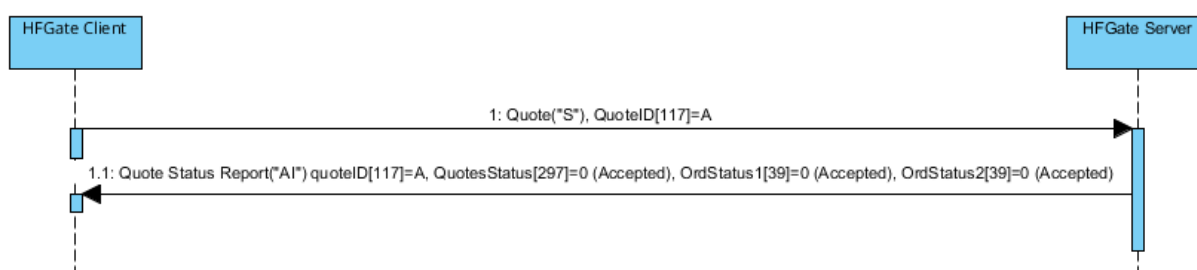 HFGate Client
HFGate Server
1: Quote("S"), QuoteID[117]=A
1.1: Quote Status Report("AI") quoteID[117]=A, QuotesStatus[297]=0 (Accepted), OrdStatus1[39]=0 (Accepted), OrdStatus2[39]=0 (Accepted)